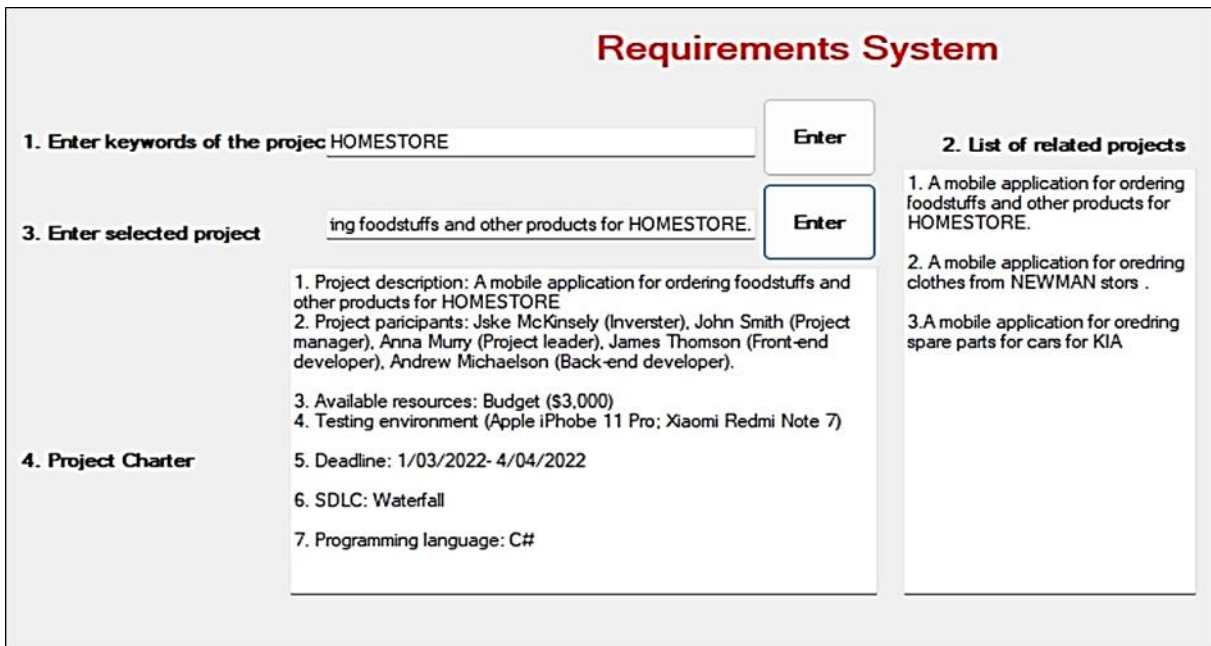 Requirements System
1. Enter keywords of the projec
HOMESTORE
Enter
2. List of related projects
1. A mobile application for ordering
foodstuffs and other products for
HOMESTORE.
2. A mobile application for oredring
clothes from NEWMAN stors .
3.A mobile application for oredring
spare parts for cars for KIA
3. Enter selected project
ing foodstuffs and other products for HOMESTORE.
Enter
4. Project Charter
1. Project description: A mobile application for ordering foodstuffs and
other products for HOMESTORE
2. Project paricipants: Jske McKinsely (Inverster), John Smith (Project
manager), Anna Murry (Project leader), James Thomson (Front-end
developer), Andrew Michaelson (Back-end developer).
3. Available resources: Budget ($3,000)
4. Testing environment (Apple iPhobe 11 Pro; Xiaomi Redmi Note 7)
5. Deadline: 1/03/2022- 4/04/2022
6. SDLC: Waterfall
7. Programming language: C#